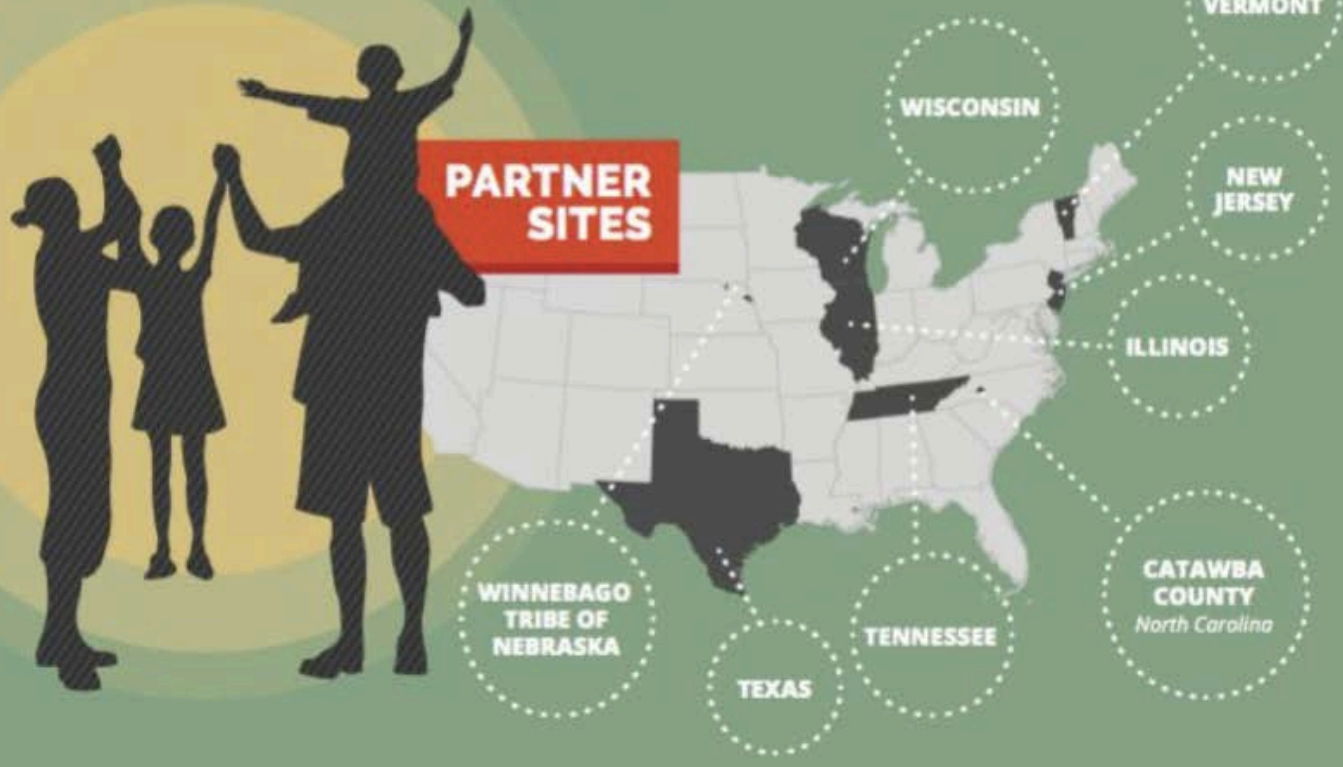 VERMONT
WISCONSIN
PARTNER
SITES
NEW
JERSEY
ILLINOIS
WINNEBAGO
TRIBE OF
NEBRASKA
TEXAS
TENNESSEE
CATAWBA
COUNTY
North Carolina